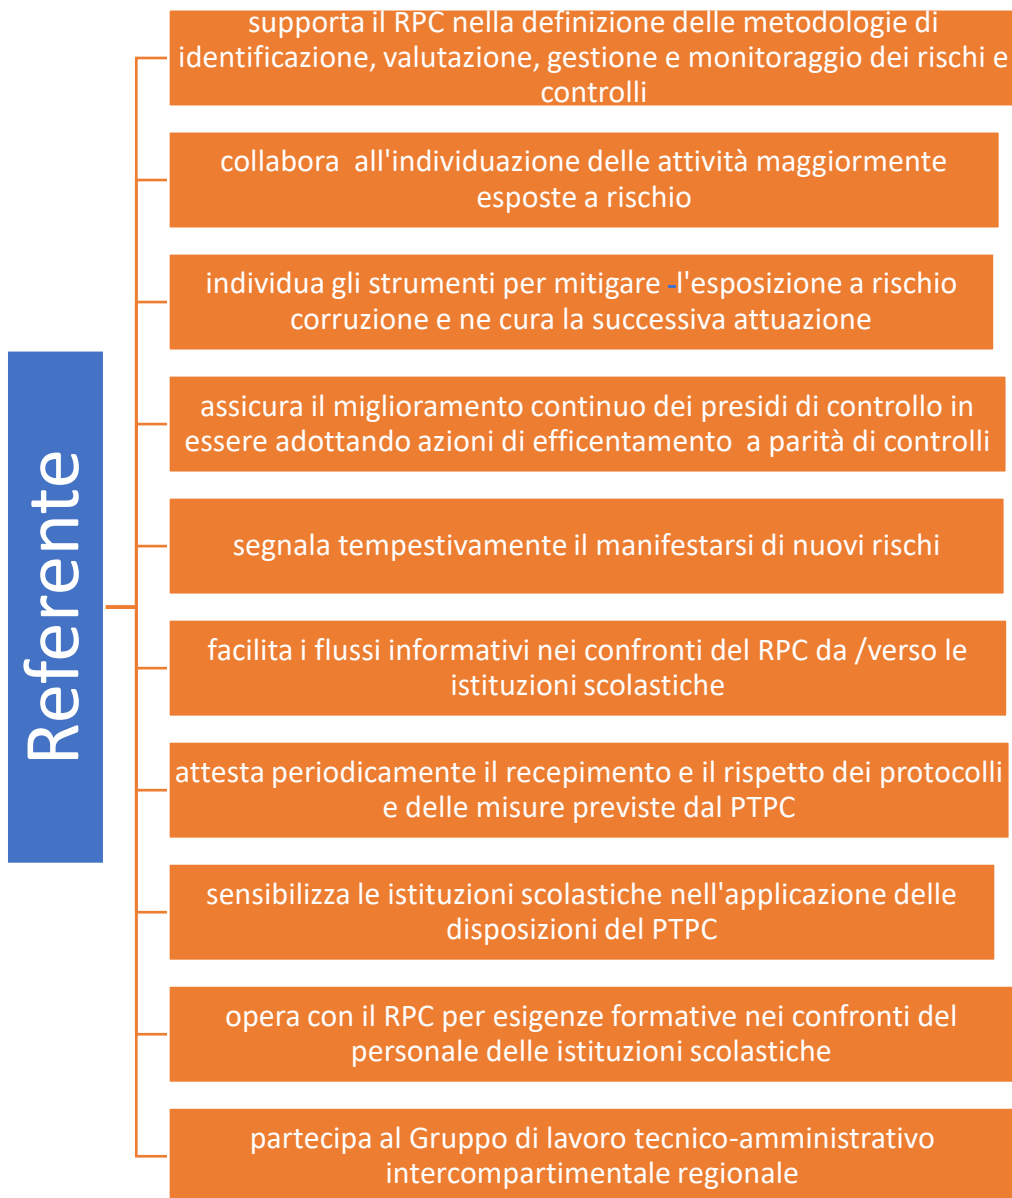 Referente
supporta il RPC nella definizione delle metodologie di
identificazione, valutazione, gestione e monitoraggio dei rischi e
controlli
collabora  all'individuazione delle attività maggiormente
esposte a rischio
individua gli strumenti per mitigare -l'esposizione a rischio
corruzione e ne cura la successiva attuazione
assicura il miglioramento continuo dei presidi di controllo in
essere adottando azioni di efficentamento  a parità di controlli
segnala tempestivamente il manifestarsi di nuovi rischi
facilita i flussi informativi nei confronti del RPC da /verso le
istituzioni scolastiche
attesta periodicamente il recepimento e il rispetto dei protocolli
e delle misure previste dal PTPC
sensibilizza le istituzioni scolastiche nell'applicazione delle
disposizioni del PTPC
opera con il RPC per esigenze formative nei confronti del
personale delle istituzioni scolastiche
partecipa al Gruppo di lavoro tecnico-amministrativo
intercompartimentale regionale